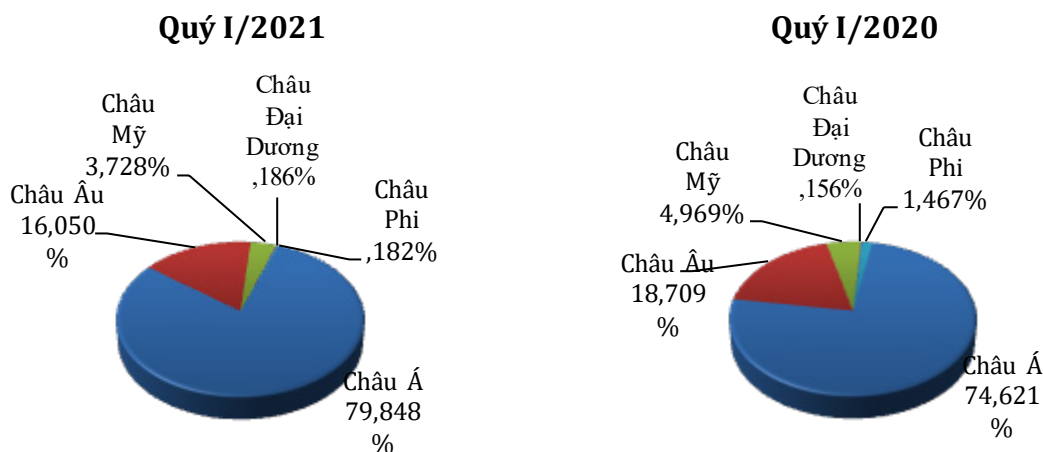 Quý I/2021
Châu
Đại
Dương
,186%
Châu
Mỹ
3,728%
Châu Âu
16,050
%
Châu
Phi
,182%
Châu Á
79,848
%
Quý I/2020
Châu
Đại
Dương
,156%
Châu
Mỹ
4,969%
Châu
Phi
1,467%
Châu Âu
18,709
%
Châu Á
74,621
%